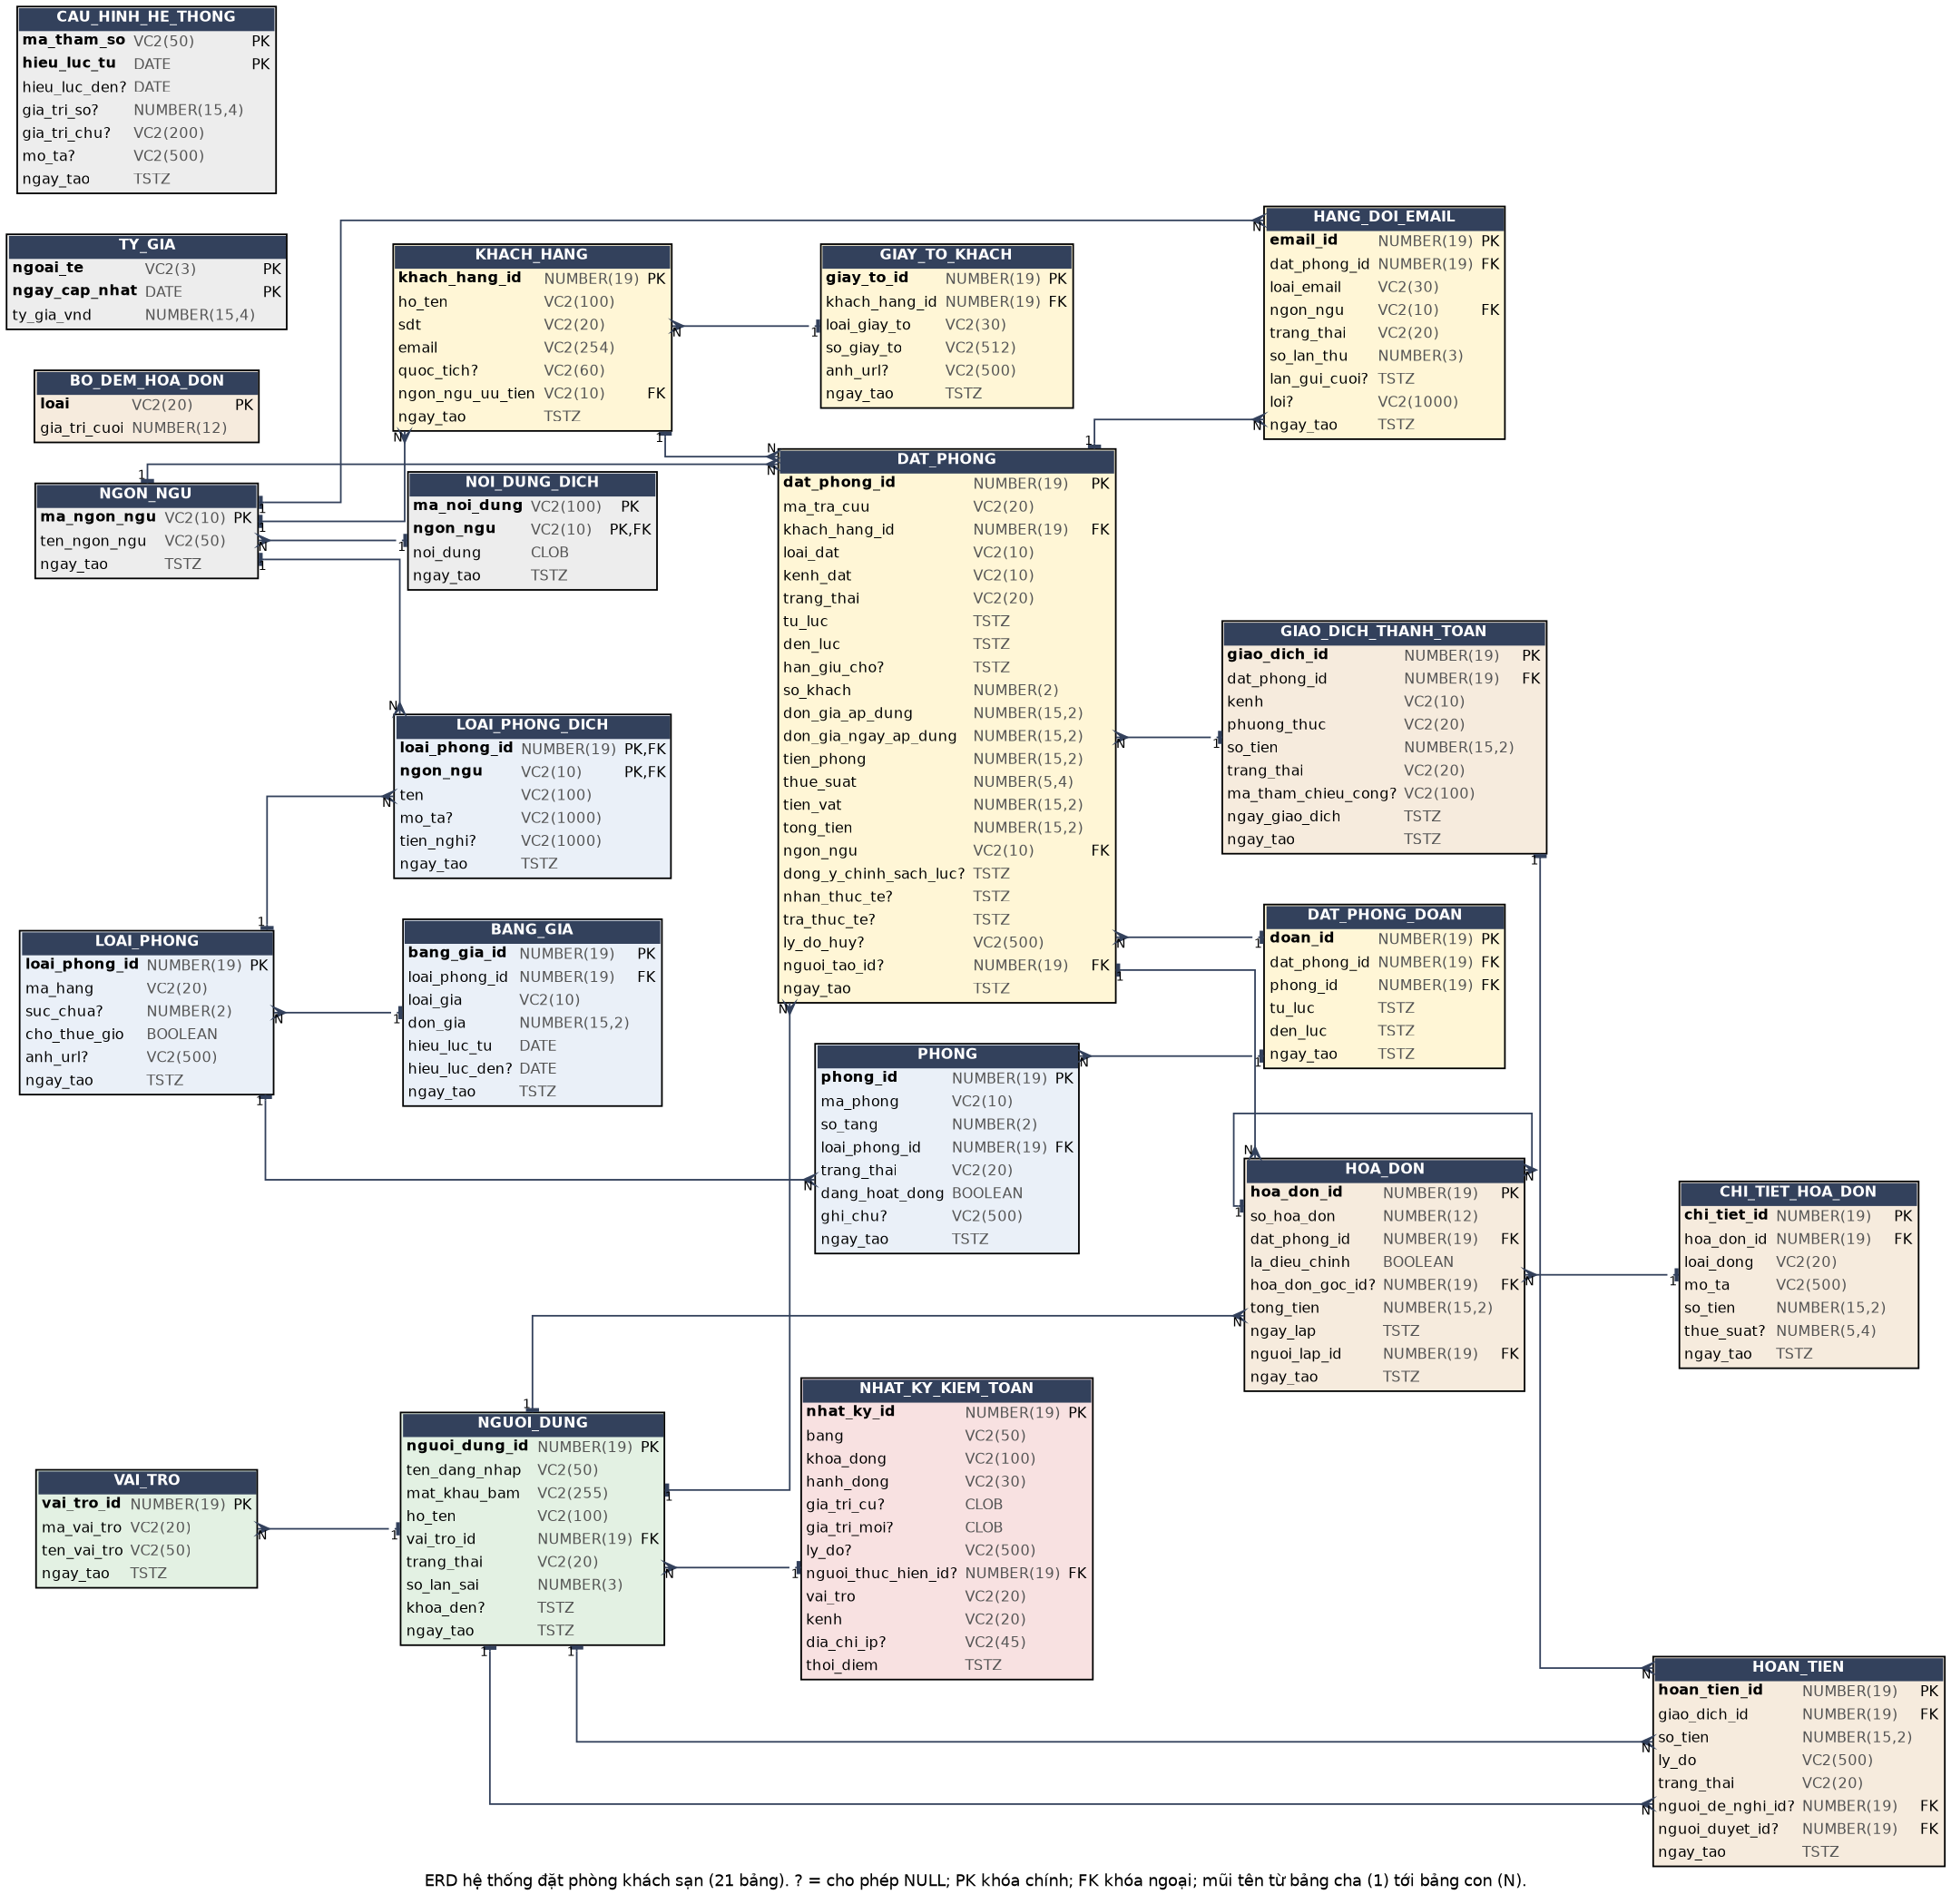 CAU_HINH_HE_THONG
ma_tham_so VC2(50) PK
hieu_luc_tu DATE PK
hieu_luc_den? DATE
gia_tri_so? NUMBER(15,4)
gia_tri_chu? VC2(200)
mo_ta? VC2(500)
ngay_tao TSTZ
TY_GIA
ngoai_te VC2(3) PK
ngay_cap_nhat DATE PK
ty_gia_vnd NUMBER(15,4)
BO_DEM_HOA_DON
loai VC2(20) PK
gia_tri_cuoi NUMBER(12)
NGON_NGU
ma_ngon_ngu VC2(10) PK
ten_ngon_ngu VC2(50)
ngay_tao TSTZ
KHACH_HANG
khach_hang_id NUMBER(19) PK
ho_ten VC2(100)
sdt VC2(20)
email VC2(254)
quoc_tich? VC2(60)
ngon_ngu_uu_tien VC2(10) FK
ngay_tao TSTZ
GIAY_TO_KHACH
giay_to_id NUMBER(19) PK
khach_hang_id NUMBER(19) FK
loai_giay_to VC2(30)
so_giay_to VC2(512)
anh_url? VC2(500)
ngay_tao TSTZ
HANG_DOI_EMAIL
email_id NUMBER(19) PK
dat_phong_id NUMBER(19) FK
loai_email VC2(30)
ngon_ngu VC2(10) FK
trang_thai VC2(20)
so_lan_thu NUMBER(3)
lan_gui_cuoi? TSTZ
loi? VC2(1000)
ngay_tao TSTZ
NOI_DUNG_DICH
ma_noi_dung VC2(100) PK
ngon_ngu VC2(10) PK,FK
noi_dung CLOB
ngay_tao TSTZ
DAT_PHONG
dat_phong_id NUMBER(19) PK
ma_tra_cuu VC2(20)
khach_hang_id NUMBER(19) FK
loai_dat VC2(10)
kenh_dat VC2(10)
trang_thai VC2(20)
tu_luc TSTZ
den_luc TSTZ
han_giu_cho? TSTZ
so_khach NUMBER(2)
don_gia_ap_dung NUMBER(15,2)
don_gia_ngay_ap_dung NUMBER(15,2)
tien_phong NUMBER(15,2)
thue_suat NUMBER(5,4)
tien_vat NUMBER(15,2)
tong_tien NUMBER(15,2)
ngon_ngu VC2(10) FK
dong_y_chinh_sach_luc? TSTZ
nhan_thuc_te? TSTZ
tra_thuc_te? TSTZ
ly_do_huy? VC2(500)
nguoi_tao_id? NUMBER(19) FK
ngay_tao TSTZ
GIAO_DICH_THANH_TOAN
giao_dich_id NUMBER(19) PK
dat_phong_id NUMBER(19) FK
kenh VC2(10)
phuong_thuc VC2(20)
so_tien NUMBER(15,2)
trang_thai VC2(20)
ma_tham_chieu_cong? VC2(100)
ngay_giao_dich TSTZ
ngay_tao TSTZ
LOAI_PHONG_DICH
loai_phong_id NUMBER(19) PK,FK
ngon_ngu VC2(10) PK,FK
ten VC2(100)
mo_ta? VC2(1000)
tien_nghi? VC2(1000)
ngay_tao TSTZ
LOAI_PHONG
loai_phong_id NUMBER(19) PK
ma_hang VC2(20)
suc_chua? NUMBER(2)
cho_thue_gio BOOLEAN
anh_url? VC2(500)
ngay_tao TSTZ
BANG_GIA
bang_gia_id NUMBER(19) PK
loai_phong_id NUMBER(19) FK
loai_gia VC2(10)
don_gia NUMBER(15,2)
hieu_luc_tu DATE
hieu_luc_den? DATE
ngay_tao TSTZ
DAT_PHONG_DOAN
doan_id NUMBER(19) PK
dat_phong_id NUMBER(19) FK
phong_id NUMBER(19) FK
tu_luc TSTZ
den_luc TSTZ
ngay_tao TSTZ
PHONG
phong_id NUMBER(19) PK
ma_phong VC2(10)
so_tang NUMBER(2)
loai_phong_id NUMBER(19) FK
trang_thai VC2(20)
dang_hoat_dong BOOLEAN
ghi_chu? VC2(500)
ngay_tao TSTZ
HOA_DON
hoa_don_id NUMBER(19) PK
so_hoa_don NUMBER(12)
dat_phong_id NUMBER(19) FK
la_dieu_chinh BOOLEAN
hoa_don_goc_id? NUMBER(19) FK
tong_tien NUMBER(15,2)
ngay_lap TSTZ
nguoi_lap_id NUMBER(19) FK
ngay_tao TSTZ
CHI_TIET_HOA_DON
chi_tiet_id NUMBER(19) PK
hoa_don_id NUMBER(19) FK
loai_dong VC2(20)
mo_ta VC2(500)
so_tien NUMBER(15,2)
thue_suat? NUMBER(5,4)
ngay_tao TSTZ
VAI_TRO
vai_tro_id NUMBER(19) PK
ma_vai_tro VC2(20)
ten_vai_tro VC2(50)
ngay_tao TSTZ
NGUOI_DUNG
nguoi_dung_id NUMBER(19) PK
ten_dang_nhap VC2(50)
mat_khau_bam VC2(255)
ho_ten VC2(100)
vai_tro_id NUMBER(19) FK
trang_thai VC2(20)
so_lan_sai NUMBER(3)
khoa_den? TSTZ
ngay_tao TSTZ
NHAT_KY_KIEM_TOAN
nhat_ky_id NUMBER(19) PK
bang VC2(50)
khoa_dong VC2(100)
hanh_dong VC2(30)
gia_tri_cu? CLOB
gia_tri_moi? CLOB
ly_do? VC2(500)
nguoi_thuc_hien_id? NUMBER(19) FK
vai_tro VC2(20)
kenh VC2(20)
dia_chi_ip? VC2(45)
thoi_diem TSTZ
HOAN_TIEN
hoan_tien_id NUMBER(19) PK
giao_dich_id NUMBER(19) FK
so_tien NUMBER(15,2)
ly_do VC2(500)
trang_thai VC2(20)
nguoi_de_nghi_id? NUMBER(19) FK
nguoi_duyet_id? NUMBER(19) FK
ngay_tao TSTZ
ERD hệ thống đặt phòng khách sạn (21 bảng). ? = cho phép NULL; PK khóa chính; FK khóa ngoại; mũi tên từ bảng cha (1) tới bảng con (N).